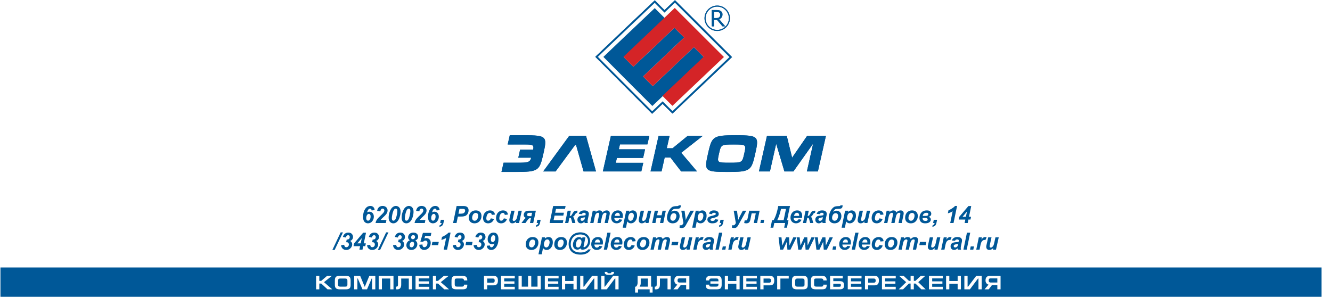 ®
ЭЛЕКОМ
620026, Россия, Екатеринбург, ул. Декабристов, 14
/343/ 385-13-39 opo@elecom-ural.ru www.elecom-ural.ru
КОМПЛЕКС РЕШЕНИЙ ДЛЯ ЭНЕРГОСБЕРЕЖЕНИЯ